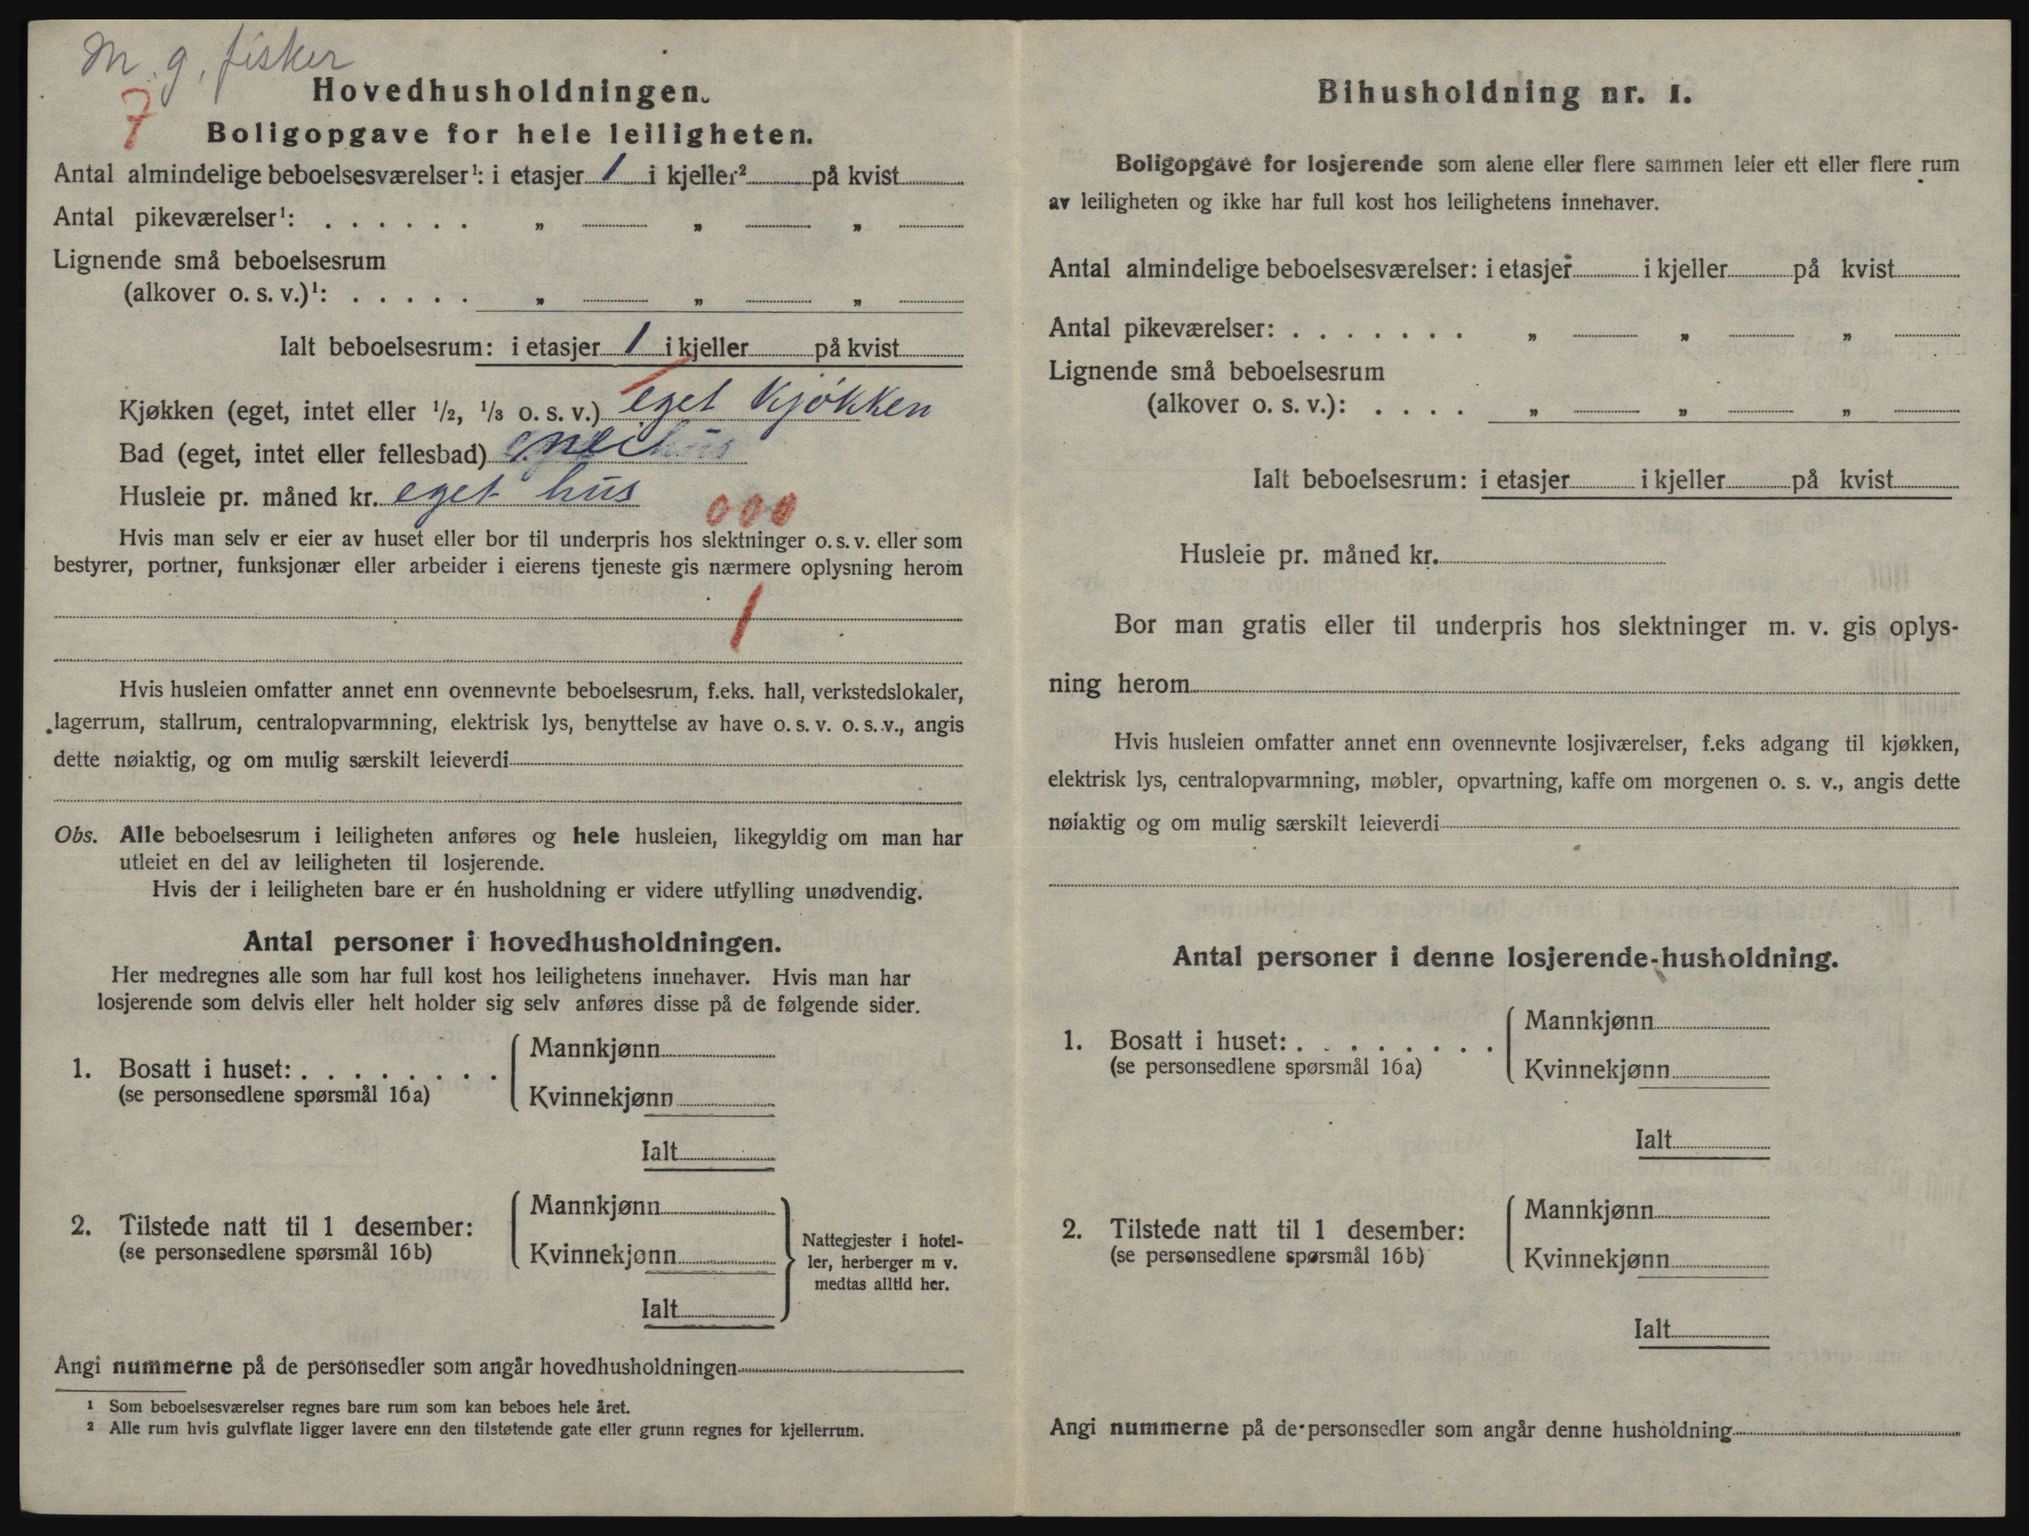 M. g. fisker
7
Hovedhusholdningen.
Boligopgave for hele leiligheten.
Antal almindelige beboelsesværelser¹: i etasjer 1 i kjeller² på kvist
Antal pikeværelser¹: . . . . . . „ „ „
Lignende små beboelsesrum
(alkover o. s. v.)¹: . . . . . „ „ „
Ialt beboelsesrum: i etasjer 1 i kjeller på kvist
Kjøkken (eget, intet eller 1/2, 1/3 o. s. v.) eget Kjøkken
Bad (eget, intet eller fellesbad) nei
Husleie pr. måned kr. eget hus
000
Hvis man selv er eier av huset eller bor til underpris hos slektninger o. s. v. eller som
bestyrer, portner, funksjonær eller arbeider i eierens tjeneste gis nærmere oplysning herom
1
Hvis husleien omfatter annet enn ovennevnte beboelsesrum, f.eks. hall, verkstedslokaler,
lagerrum, stallrum, centralopvarmning, elektrisk lys, benyttelse av have o. s. v. o. s. v., angis
dette nøiaktig, og om mulig særskilt leieverdi
Obs. Alle beboelsesrum i leiligheten anføres og hele husleien, likegyldig om man har
utleiet en del av leiligheten til losjerende.
Hvis der i leiligheten bare er én husholdning er videre utfylling unødvendig.
Antal personer i hovedhusholdningen.
Her medregnes alle som har full kost hos leilighetens innehaver. Hvis man har
losjerende som delvis eller helt holder sig selv anføres disse på de følgende sider.
1. Bosatt i huset: . . . . . . . .
(se personsedlene spørsmål 16 a)
Mannkjønn
Kvinnekjønn
Ialt
2. Tilstede natt til 1 desember:
(se personsedlene spørsmål 16 b)
Mannkjønn
Kvinnekjønn
Ialt
Nattegjester i hotel-
ler, herberger m v.
medtas alltid her.
Angi nummerne på de personsedler som angår hovedhusholdningen
¹ Som beboelsesværelser regnes bare rum som kan beboes hele året.
² Alle rum hvis gulvflate ligger lavere enn den tilstøtende gate eller grunn regnes for kjellerrum.
Bihusholdning nr. 1.
Boligopgave for losjerende som alene eller flere sammen leier ett eller flere rum
av leiligheten og ikke har full kost hos leilighetens innehaver.
Antal almindelige beboelsesværelser: i etasjer i kjeller på kvist
Antal pikeværelser: . . . . . . . „ „ „
Lignende små beboelsesrum
(alkover o. s. v.): . . . . „ „ „
Ialt beboelsesrum: i etasjer i kjeller på kvist
Husleie pr. måned kr.
Bor man gratis eller til underpris hos slektninger m. v. gis oplys-
ning herom
Hvis husleien omfatter annet enn ovennevnte losjiværelser, f.eks adgang til kjøkken,
elektrisk lys, centralopvarmning, møbler, opvartning, kaffe om morgenen o. s. v., angis dette
nøiaktig og om mulig særskilt leieverdi
Antal personer i denne losjerende-husholdning.
1. Bosatt i huset: . . . . . . . .
(se personsedlene spørsmål 16 a)
Mannkjønn
Kvinnekjønn
Ialt
2. Tilstede natt til 1 desember:
(se personsedlene spørsmål 16 b)
Mannkjønn
Kvinnekjønn
Ialt
Angi nummerne på de personsedler som angår denne husholdning